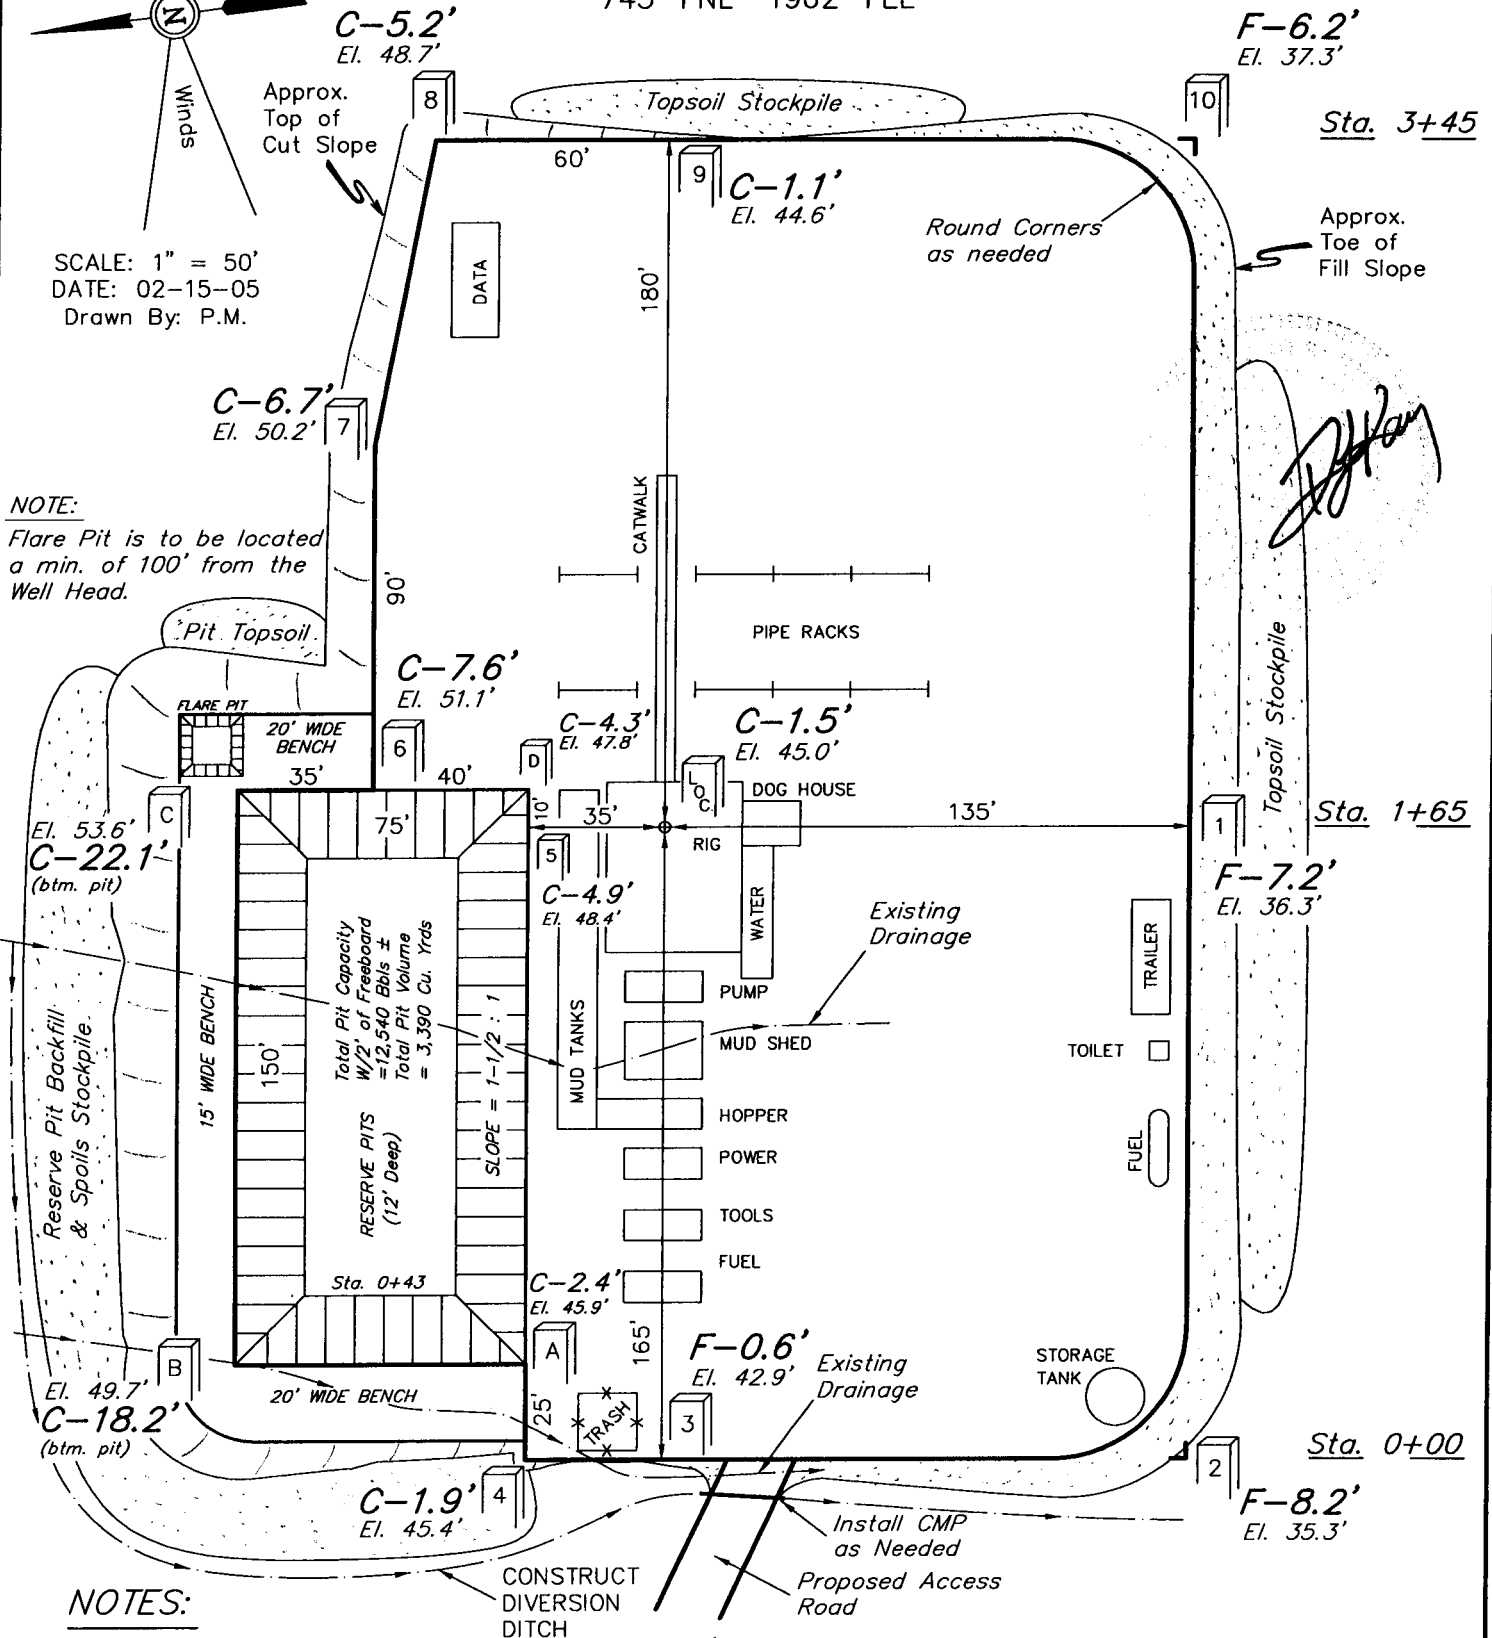 745' FNL 1982' FEL
N
Winds
C-5.2'
El. 48.7'
8
F-6.2'
El. 37.3'
10
Sta. 3+45
Approx.
Top of
Cut Slope
Topsoil Stockpile
60'
9
C-1.1'
El. 44.6'
Round Corners
as needed
Approx.
Toe of
Fill Slope
SCALE: 1" = 50'
DATE: 02-15-05
Drawn By: P.M.
DATA
180'
C-6.7'
El. 50.2'
7
NOTE:
Flare Pit is to be located
a min. of 100' from the
Well Head.
90'
CATWALK
PIPE RACKS
Pit Topsoil
Topsoil Stockpile
C-7.6'
El. 51.1'
6
FLARE PIT
20' WIDE
BENCH
35'
40'
C-4.3'
El. 47.8'
D
C-1.5'
El. 45.0'
LOC.
DOG HOUSE
10'
35'
135'
RIG
1
Sta. 1+65
F-7.2'
El. 36.3'
C
El. 53.6'
C-22.1'
(btm. pit)
75'
5
C-4.9'
El. 48.4'
WATER
Existing
Drainage
TRAILER
Total Pit Capacity
W/2' of Freeboard
=12,540 Bbls ±
Total Pit Volume
= 3,390 Cu. Yrds
RESERVE PITS
(12' Deep)
SLOPE = 1-1/2 : 1
150'
15' WIDE BENCH
Reserve Pit Backfill
& Spoils Stockpile
MUD TANKS
PUMP
MUD SHED
TOILET
HOPPER
POWER
FUEL
TOOLS
FUEL
Sta. 0+43
C-2.4'
El. 45.9'
A
165'
F-0.6'
El. 42.9'
3
Existing
Drainage
STORAGE
TANK
B
El. 49.7'
C-18.2'
(btm. pit)
20' WIDE BENCH
25'
TRASH
2
Sta. 0+00
F-8.2'
El. 35.3'
C-1.9'
El. 45.4'
4
Install CMP
as Needed
Proposed Access
Road
CONSTRUCT
DIVERSION
DITCH
NOTES: